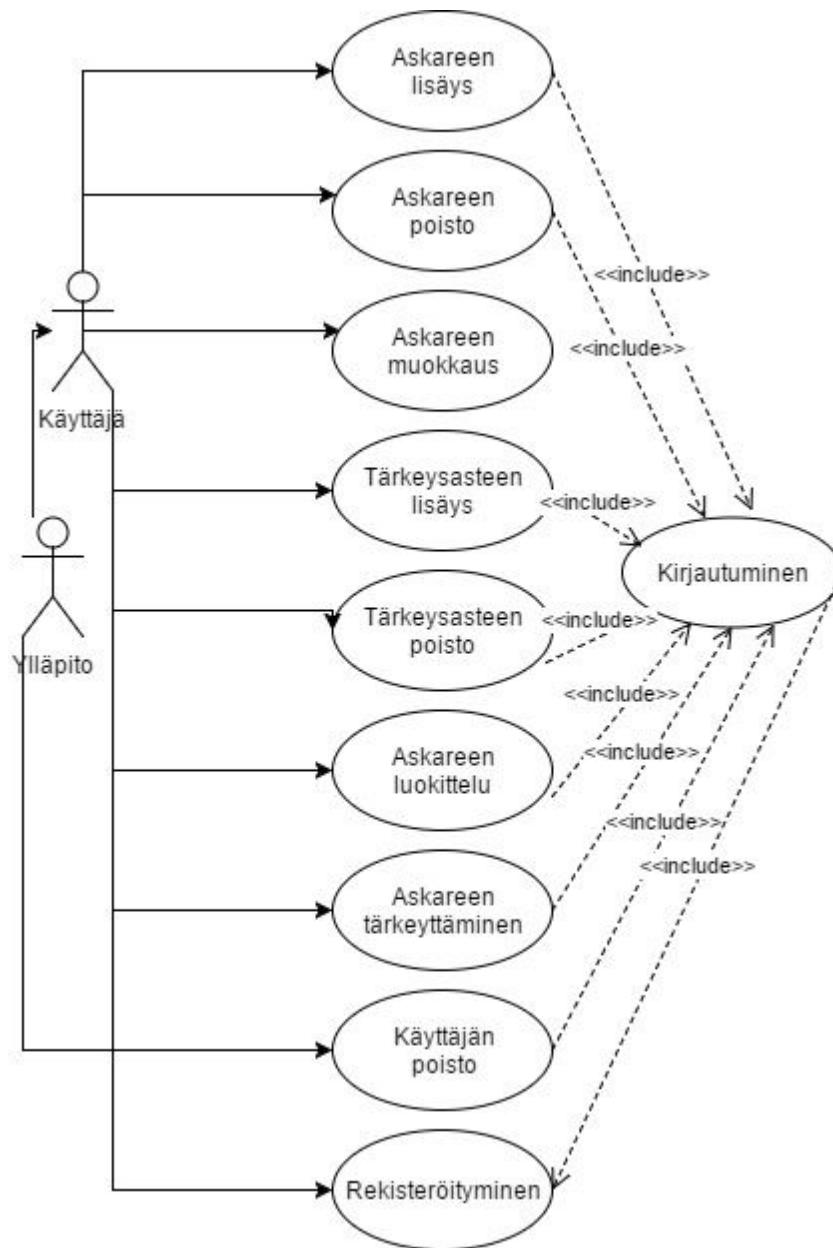 Askareen
lisäys
Askareen
poisto
<<include>>
<<include>>
Askareen
muokkaus
Käyttäjä
Tärkeysasteen
lisäys
<<include>>
Kirjautuminen
Tärkeysasteen
poisto
<<include>>
Ylläpito
<<include>>
Askareen
luokittelu
<<include>>
<<include>>
<<include>>
Askareen
tärkeyttäminen
Käyttäjän
poisto
Rekisteröityminen